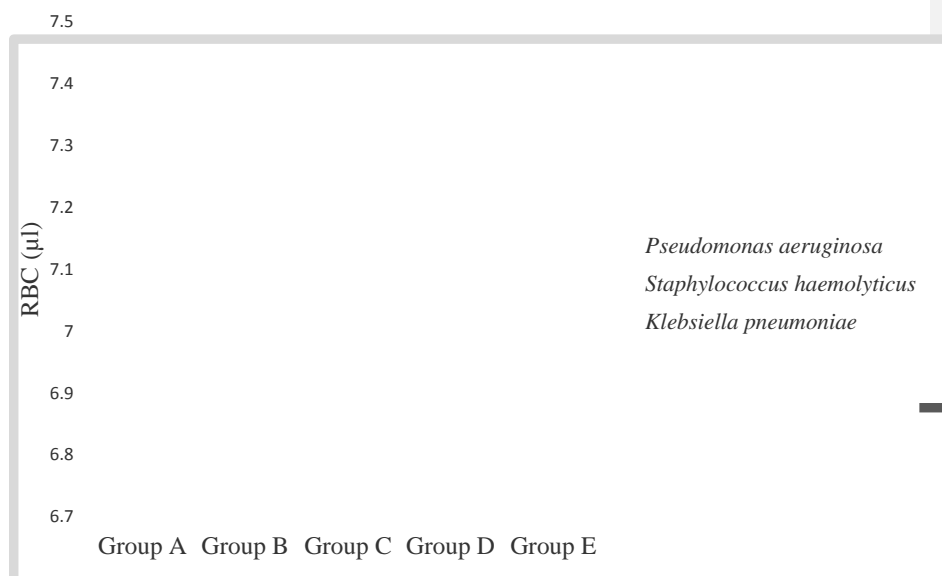 7.5
7.4
7.3
7.2
7.1
7
6.9
6.8
6.7
RBC (µl)
Group A Group B Group C Group D Group E
Pseudomonas aeruginosa
Staphylococcus haemolyticus
Klebsiella pneumoniae